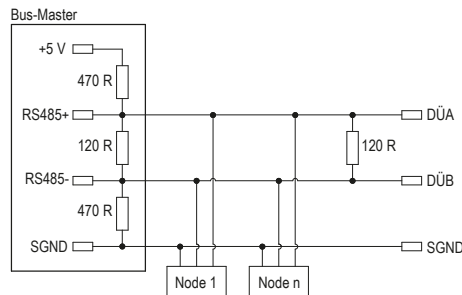 Bus-Master
+5 V
470 R
RS485+
DÜA
120 R
120 R
RS485-
DÜB
470 R
SGND
SGND
Node 1
Node n